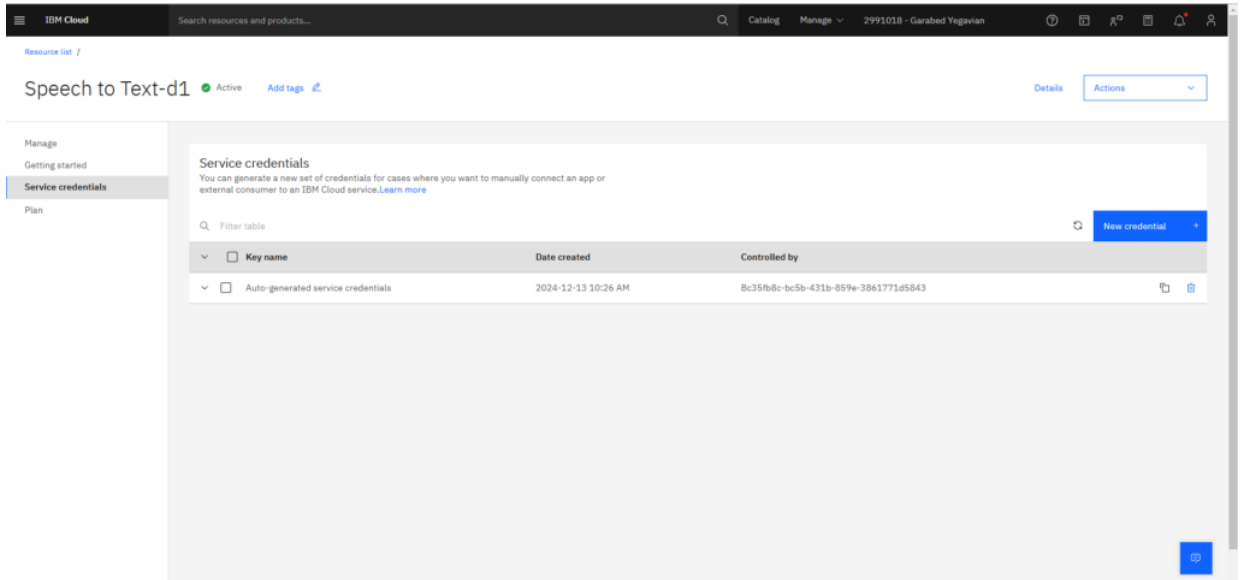 IBM Cloud
Search resources and products...
Catalog
Manage
2991018 - Garabed Yegavian
Resource list /
Speech to Text-d1
Active
Add tags
Details
Actions
Manage
Getting started
Service credentials
Plan
Service credentials
You can generate a new set of credentials for cases where you want to manually connect an app or
external consumer to an IBM Cloud service.Learn more
Filter table
New credential +
Key name
Date created
Controlled by
Auto-generated service credentials
2024-12-13 10:26 AM
Bc35fb8c-bc5b-431b-859e-3861771d5843